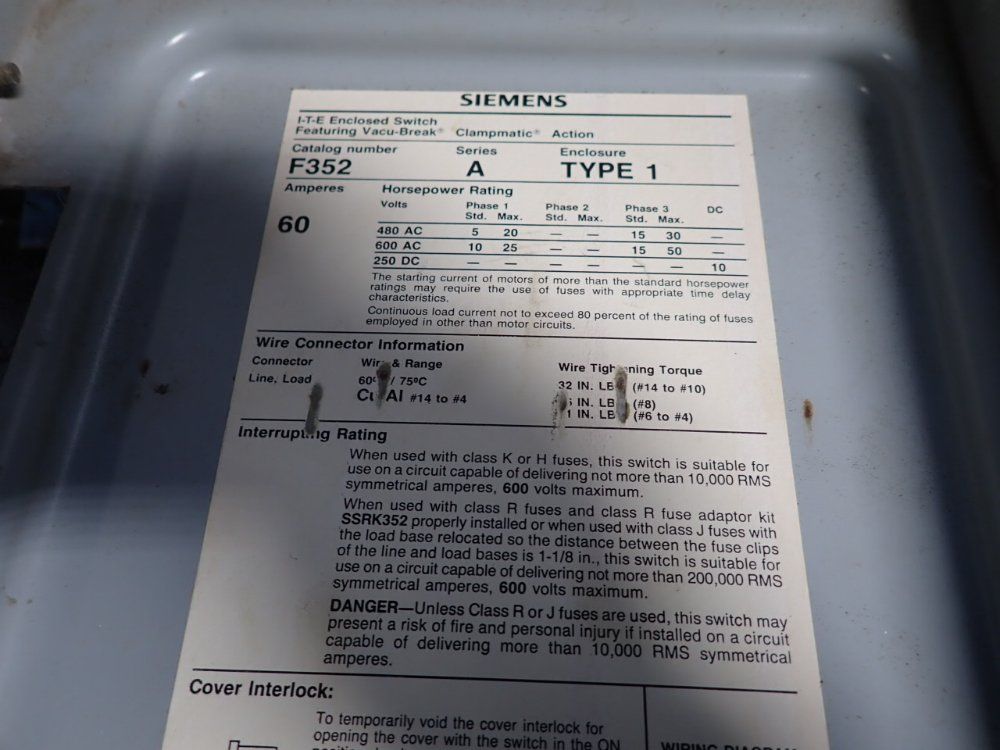 SIEMENS
I-T-E Enclosed Switch
Featuring Vacu-Break® Clampmatic® Action
Catalog number Series Enclosure
F352 A TYPE 1
Amperes Horsepower Rating
Volts Phase 1 Phase 2 Phase 3 DC
Std. Max. Std. Max. Std. Max.
60
480 AC 5 20 — — 15 30 —
600 AC 10 25 — — 15 50 —
250 DC — — — — — — 10
The starting current of motors of more than the standard horsepower
ratings may require the use of fuses with appropriate time delay
characteristics.
Continuous load current not to exceed 80 percent of the rating of fuses
employed in other than motor circuits.
Wire Connector Information
Connector & Range Wire Torque
Line, Load 75ºC 32 IN. (#14 to #10)
#14 to #4 IN. (#8)
IN. (#6 to #4)
Rating
When used with class K or H fuses, this switch is suitable for
use on a circuit capable of delivering not more than 10,000 RMS
symmetrical amperes, 600 volts maximum.
When used with class R fuses and class R fuse adaptor kit
SSRK352 properly installed or when used with class J fuses with
the load base relocated so the distance between the fuse clips
of the line and load bases is 1-1/8 in., this switch is suitable for
use on a circuit capable of delivering not more than 200,000 RMS
symmetrical amperes, 600 volts maximum.
DANGER—Unless Class R or J fuses are used, this switch may
present a risk of fire and personal injury if installed on a circuit
capable of delivering more than 10,000 RMS symmetrical
amperes.
Cover Interlock:
To temporarily void the cover interlock for
opening the cover with the switch in the ON
WIRING